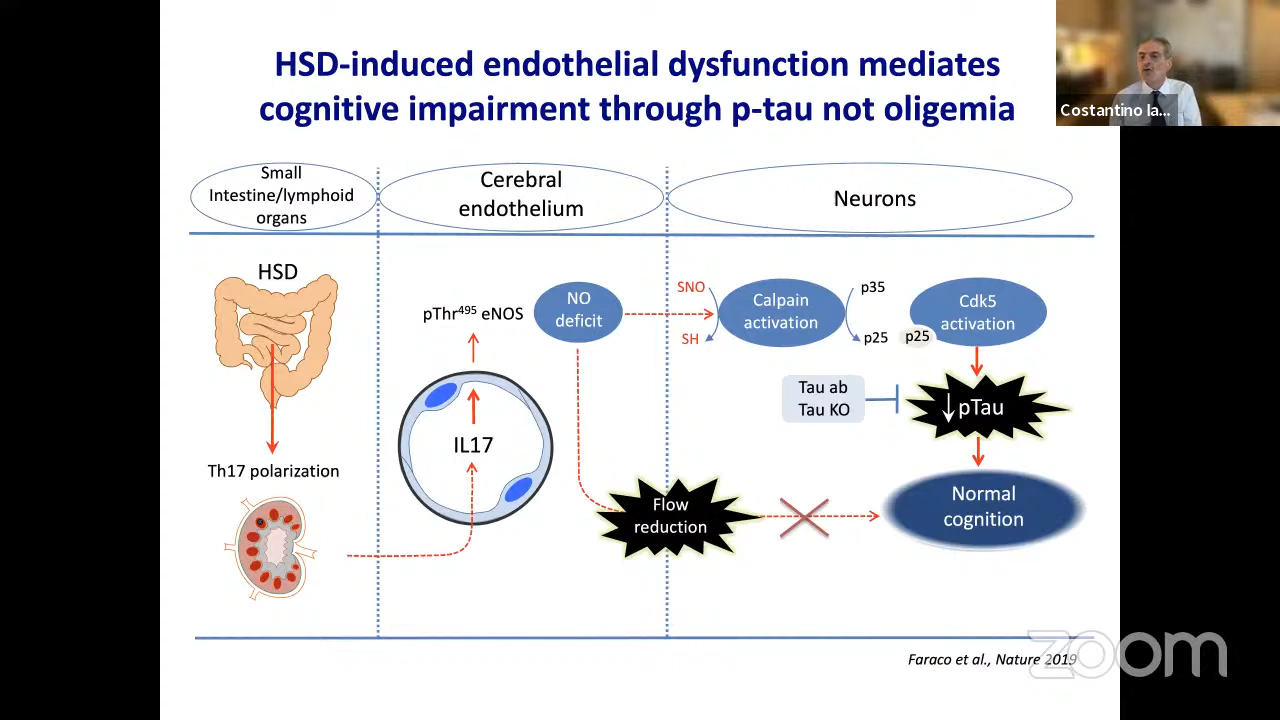 HSD-induced endothelial dysfunction mediates
cognitive impairment through p-tau not oligemia
Costantino Ia...
Small
Intestine/lymphoid
organs
Cerebral
endothelium
Neurons
HSD
Th17 polarization
pThr⁴⁹⁵ eNOS
IL17
NO
deficit
SNO
SH
Calpain
activation
p35
p25
p25
Cdk5
activation
Tau ab
Tau KO
↓ pTau
Flow
reduction
Normal
cognition
Faraco et al., Nature 2019
zoom